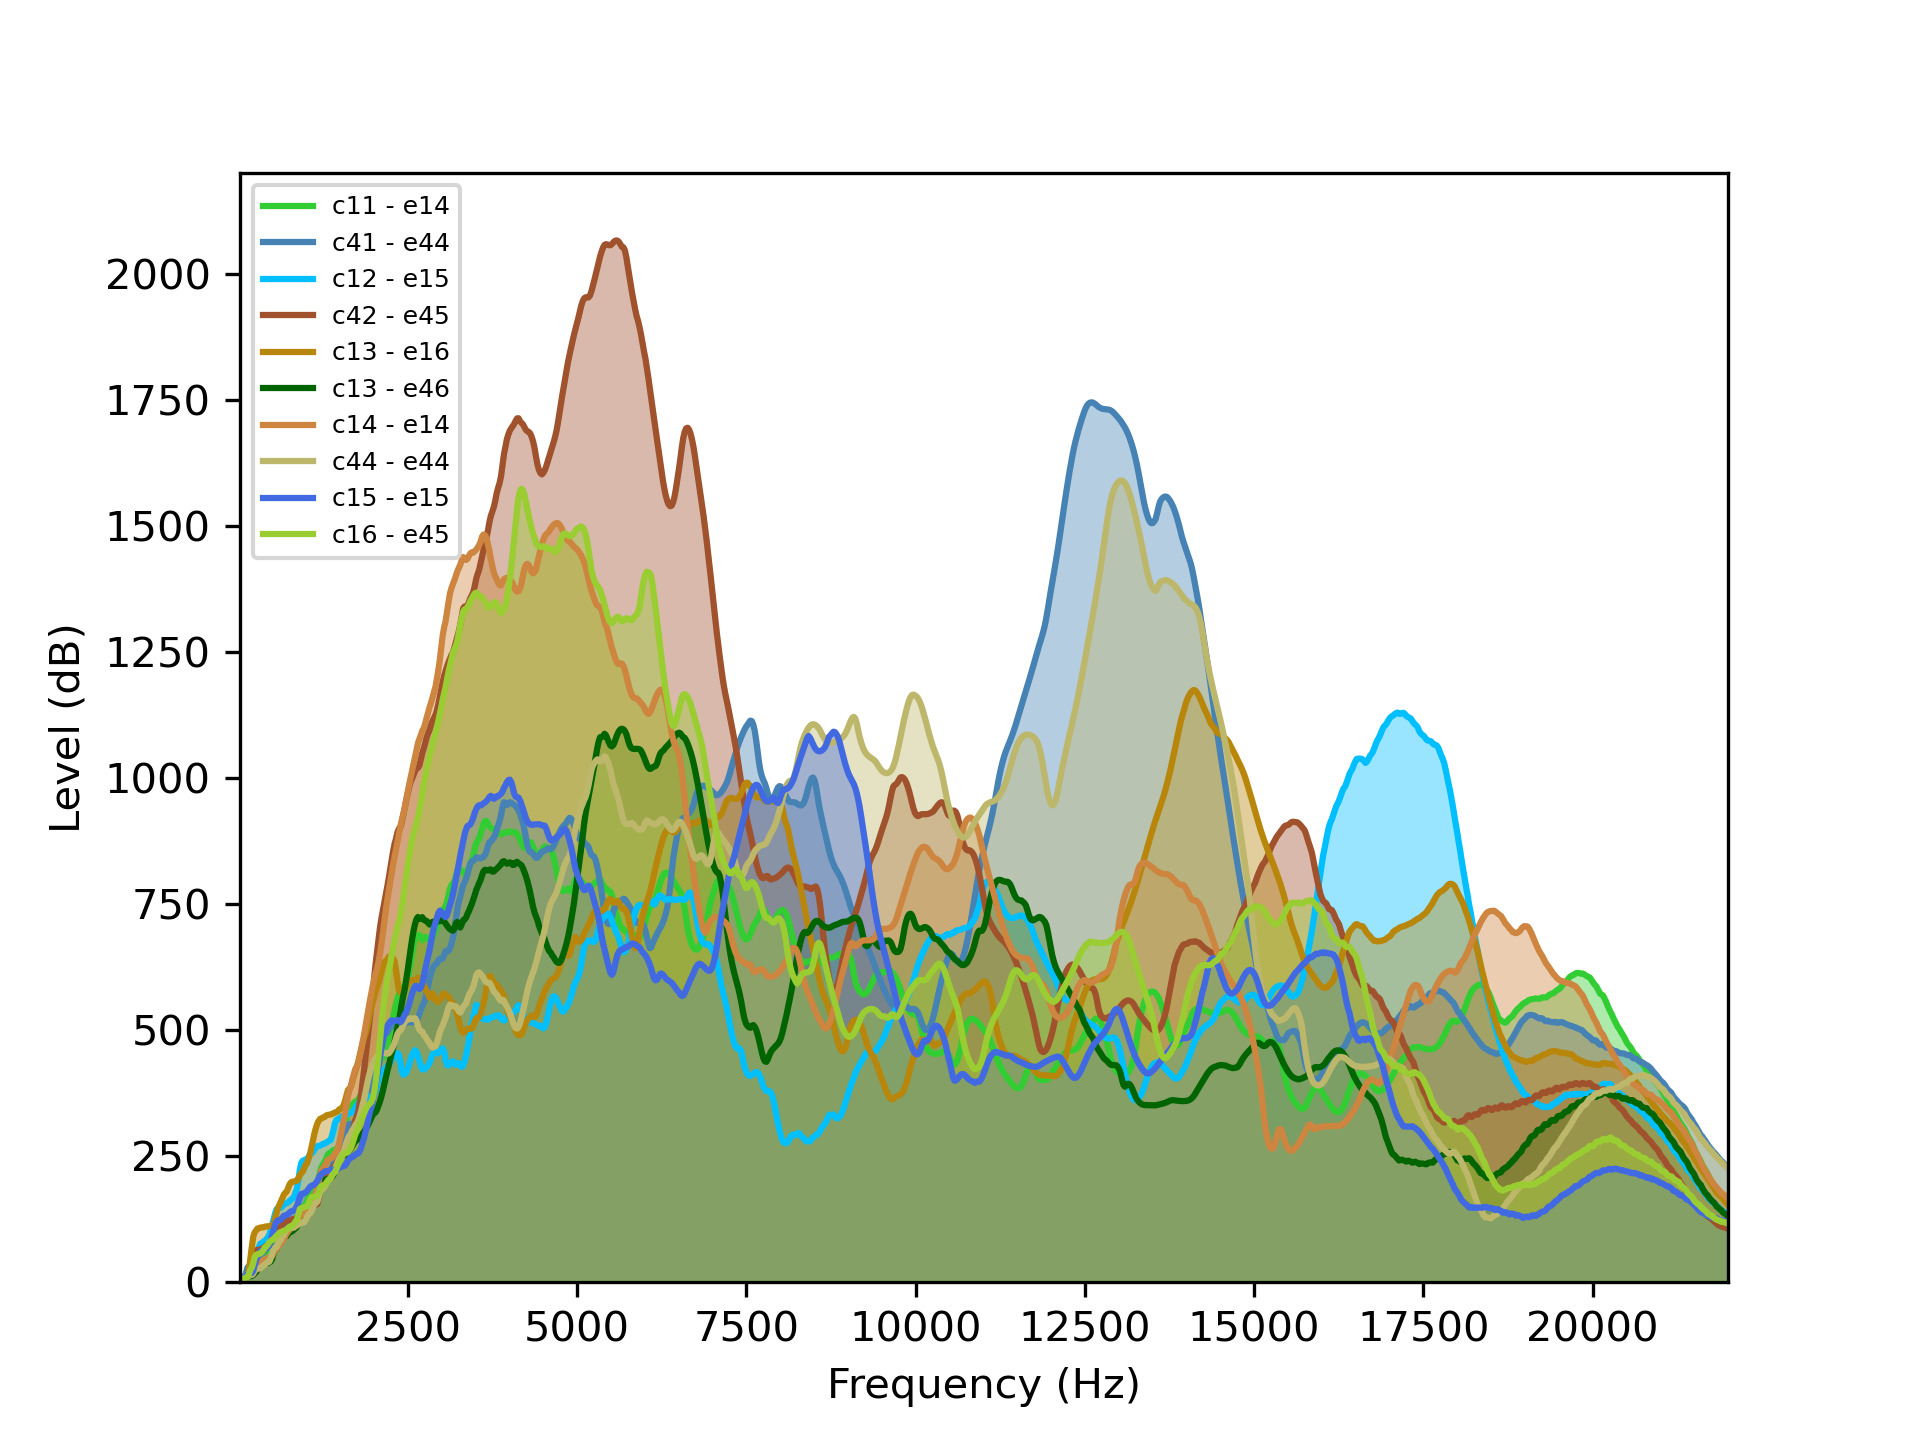 c11 - e14
c41 - e44
c12 - e15
c42 - e45
c13 - e16
c13 - e46
c14 - e14
c44 - e44
c15 - e15
c16 - e45
2000
1750
1500
1250
1000
750
500
250
0
Level (dB)
2500 5000 7500 10000 12500 15000 17500 20000
Frequency (Hz)